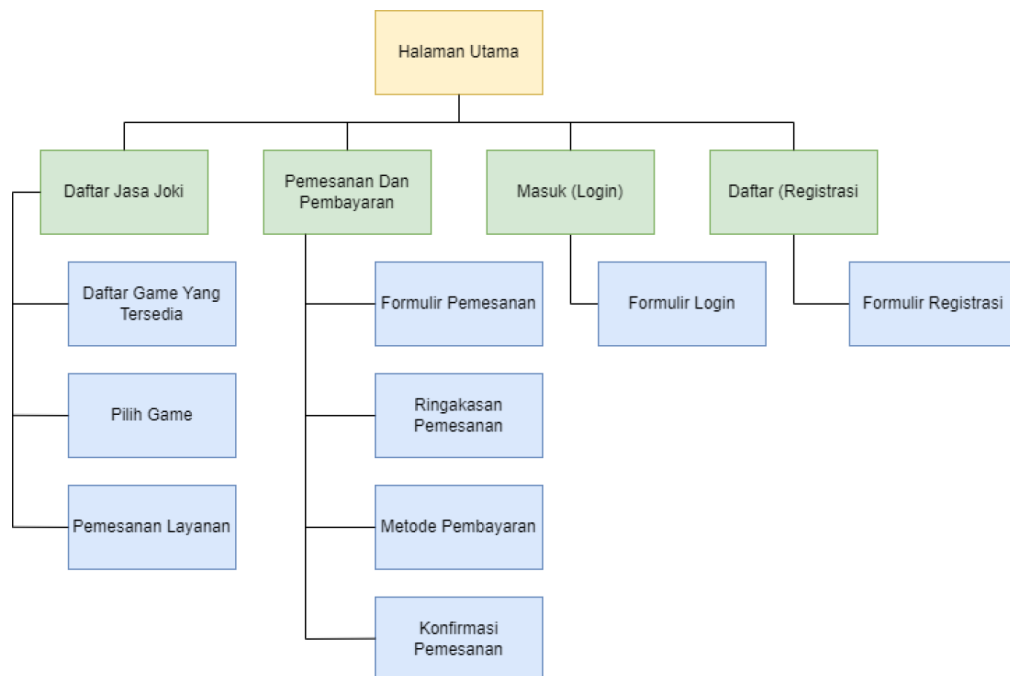 Halaman Utama
Daftar Jasa Joki
Pemesanan Dan
Pembayaran
Masuk (Login)
Daftar (Registrasi
Daftar Game Yang
Tersedia
Formulir Pemesanan
Formulir Login
Formulir Registrasi
Pilih Game
Ringakasan
Pemesanan
Pemesanan Layanan
Metode Pembayaran
Konfirmasi
Pemesanan